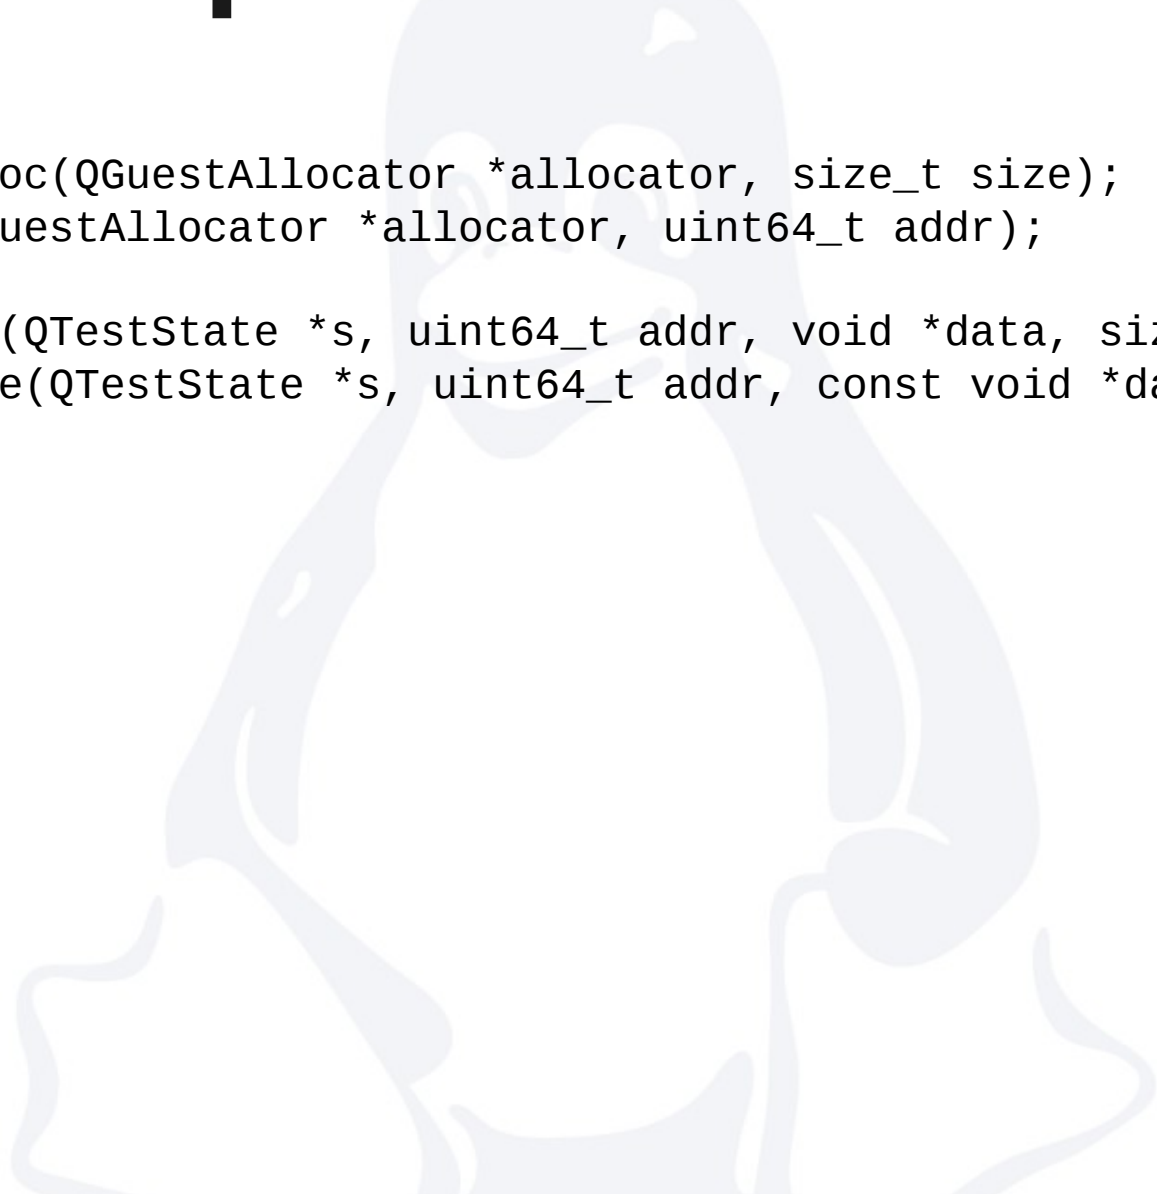 oc(QGuestAllocator *allocator, size_t size);
uestAllocator *allocator, uint64_t addr);
(QTestState *s, uint64_t addr, void *data, siz
e(QTestState *s, uint64_t addr, const void *da